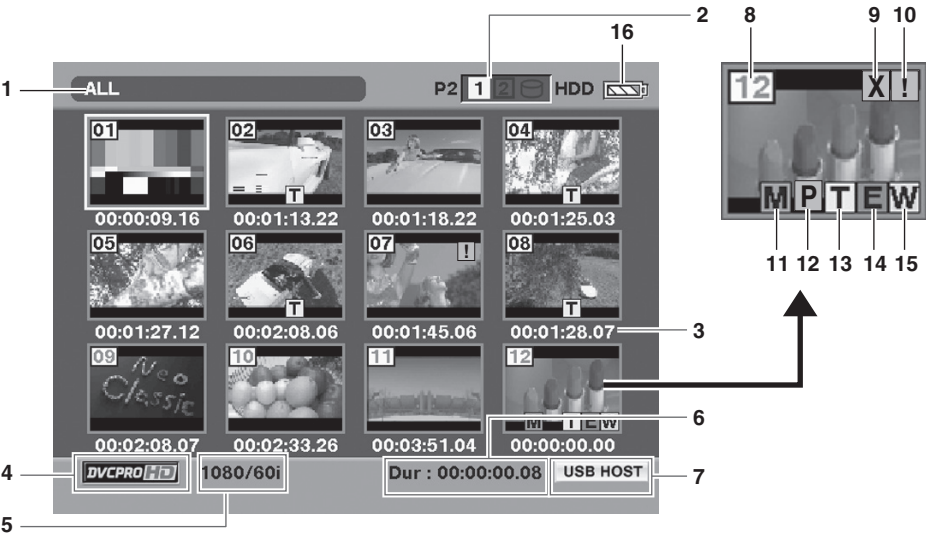 2 8 9 10
16
1 ALL P2 1 2 HDD 12 X !
01 02 03 04
T T
00:00:09.16 00:01:13.22 00:01:18.22 00:01:25.03
M P T E W
11 12 13 14 15
05 06 07 ! 08
T T
00:01:27.12 00:02:08.06 00:01:45.06 00:01:28.07 3
09 10 11 12
Neo
Classic
M T E W
00:02:08.07 00:02:33.26 00:03:51.04 00:00:00.00 6
4 DVCPRO HD 1080/60i Dur : 00:00:00.08 USB HOST 7
5